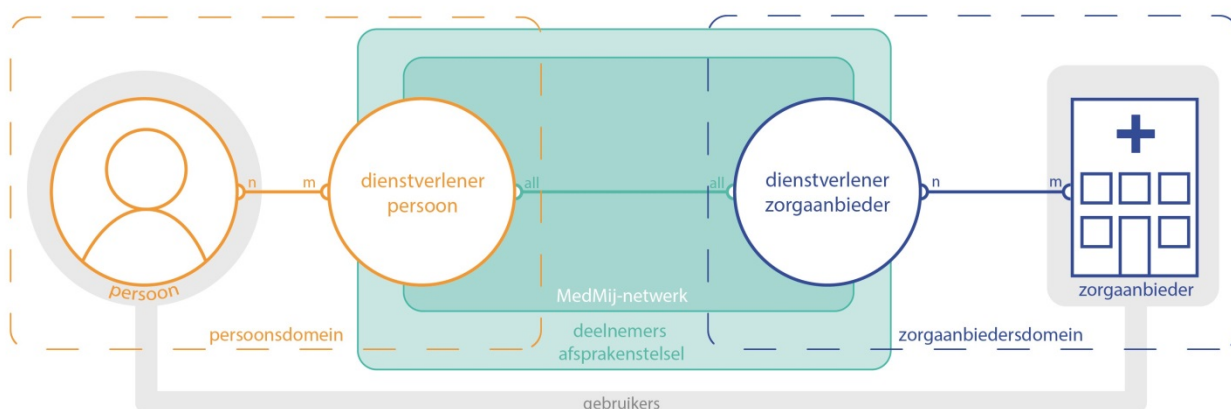 n
m
dienstverlener
persoon
all
all
dienstverlener
zorgaanbieder
n
m
persoon
MedMij-netwerk
zorgaanbieder
persoonsdomein
deelnemers
afsprakenstelsel
zorgaanbiedersdomein
gebruikers